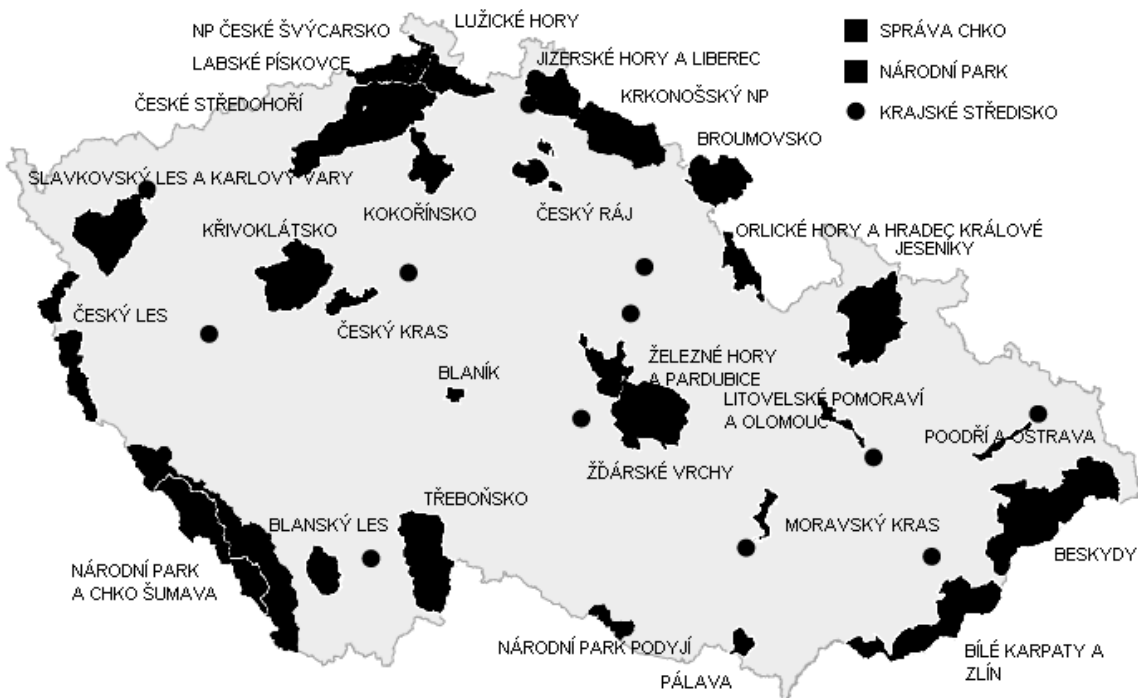 LUŽICKÉ HORY
NP ČESKÉ ŠVÝCARSKO
LABSKÉ PÍSKOVCE
JIZERSKÉ HORY A LIBEREC
ČESKÉ STŘEDOHOŘÍ
KRKONOŠSKÝ NP
BROUMOVSKO
SPRÁVA CHKO
NÁRODNÍ PARK
KRAJSKÉ STŘEDISKO
SLAVKOVSKÝ LES A KARLOVY VARY
KOKOŘÍNSKO
ČESKÝ RÁJ
KŘIVOKLÁTSKO
ORLICKÉ HORY A HRADEC KRÁLOVÉ
JESENÍKY
ČESKÝ LES
ČESKÝ KRAS
BLANÍK
ŽELEZNÉ HORY
A PARDUBICE
LITOVELSKÉ POMORAVÍ
A OLOMOUC
POODŘÍ A OSTRAVA
ŽĎÁRSKÉ VRCHY
TŘEBOŇSKO
BLANSKÝ LES
MORAVSKÝ KRAS
BESKYDY
NÁRODNÍ PARK
A CHKO ŠUMAVA
NÁRODNÍ PARK PODYJÍ
PÁLAVA
BÍLÉ KARPATY A
ZLÍN